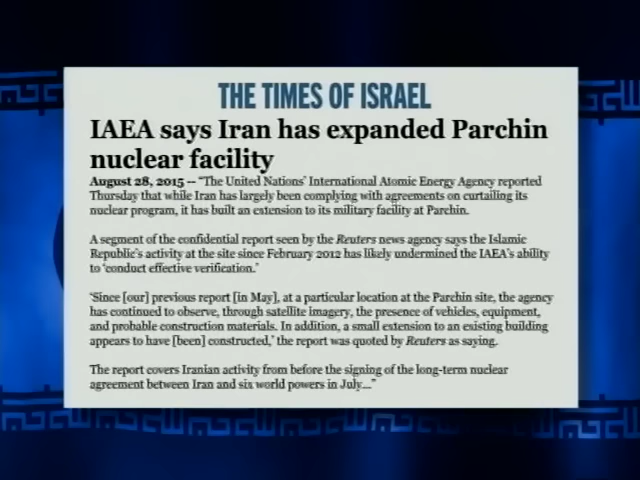 THE TIMES OF ISRAEL
IAEA says Iran has expanded Parchin
nuclear facility
August 28, 2015 -- "The United Nations' International Atomic Energy Agency reported
Thursday that while Iran has largely been complying with agreements on curtailing its
nuclear program, it has built an extension to its military facility at Parchin.
A segment of the confidential report seen by the Reuters news agency says the Islamic
Republic's activity at the site since February 2012 has likely undermined the IAEA's ability
to 'conduct effective verification.'
'Since [our] previous report [in May], at a particular location at the Parchin site, the agency
has continued to observe, through satellite imagery, the presence of vehicles, equipment,
and probable construction materials. In addition, a small extension to an existing building
appears to have [been] constructed,' the report was quoted by Reuters as saying.
The report covers Iranian activity from before the signing of the long-term nuclear
agreement between Iran and six world powers in July..."